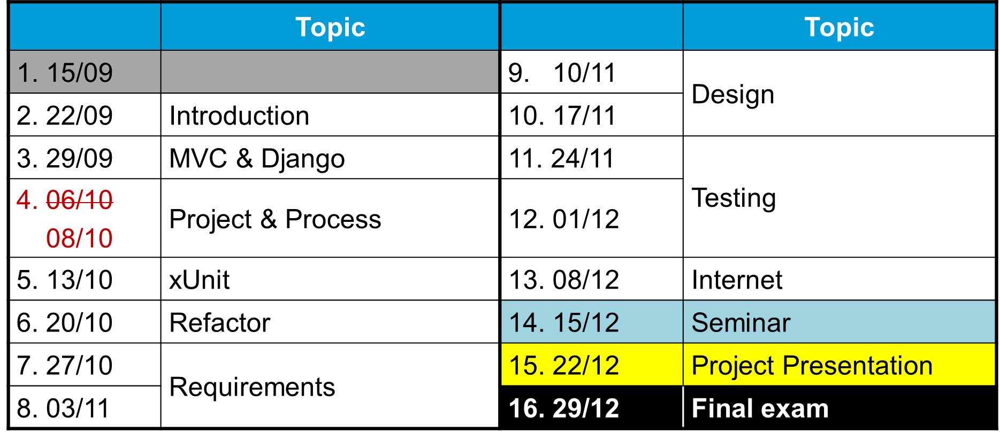 Topic
1. 15/09
2. 22/09 Introduction
3. 29/09 MVC & Django
4. 06/10
08/10
Project & Process
5. 13/10 xUnit
6. 20/10 Refactor
7. 27/10
8. 03/11
Requirements
Topic
9. 10/11
10. 17/11
Design
11. 24/11
12. 01/12
Testing
13. 08/12 Internet
14. 15/12 Seminar
15. 22/12 Project Presentation
16. 29/12 Final exam